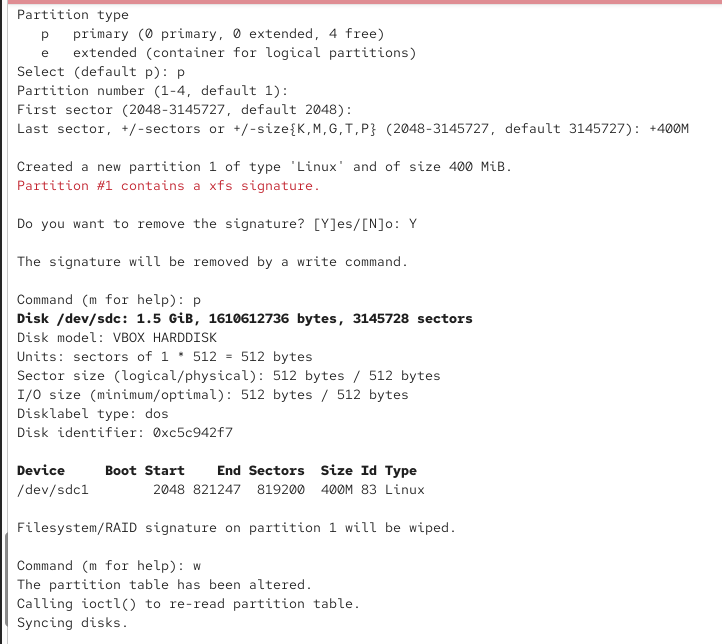 Partition type
   p   primary (0 primary, 0 extended, 4 free)
   e   extended (container for logical partitions)
Select (default p): p
Partition number (1-4, default 1):
First sector (2048-3145727, default 2048):
Last sector, +/-sectors or +/-size{K,M,G,T,P} (2048-3145727, default 3145727): +400M

Created a new partition 1 of type 'Linux' and of size 400 MiB.
Partition #1 contains a xfs signature.

Do you want to remove the signature? [Y]es/[N]o: Y

The signature will be removed by a write command.

Command (m for help): p
Disk /dev/sdc: 1.5 GiB, 1610612736 bytes, 3145728 sectors
Disk model: VBOX HARDDISK
Units: sectors of 1 * 512 = 512 bytes
Sector size (logical/physical): 512 bytes / 512 bytes
I/O size (minimum/optimal): 512 bytes / 512 bytes
Disklabel type: dos
Disk identifier: 0xc5c942f7

Device     Boot Start    End Sectors  Size Id Type
/dev/sdc1        2048 821247  819200  400M 83 Linux

Filesystem/RAID signature on partition 1 will be wiped.

Command (m for help): w
The partition table has been altered.
Calling ioctl() to re-read partition table.
Syncing disks.